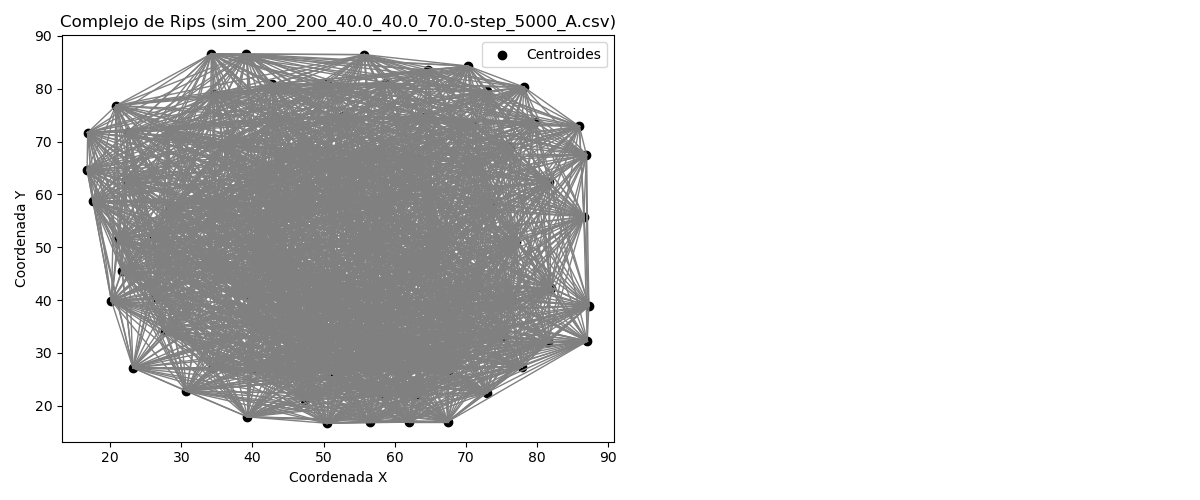 Complejo de Rips (sim_200_200_40.0_40.0_70.0-step_5000_A.csv)
Centroides
90
80
70
60
50
40
30
20
Coordenada Y
20 30 40 50 60 70 80 90
Coordenada X